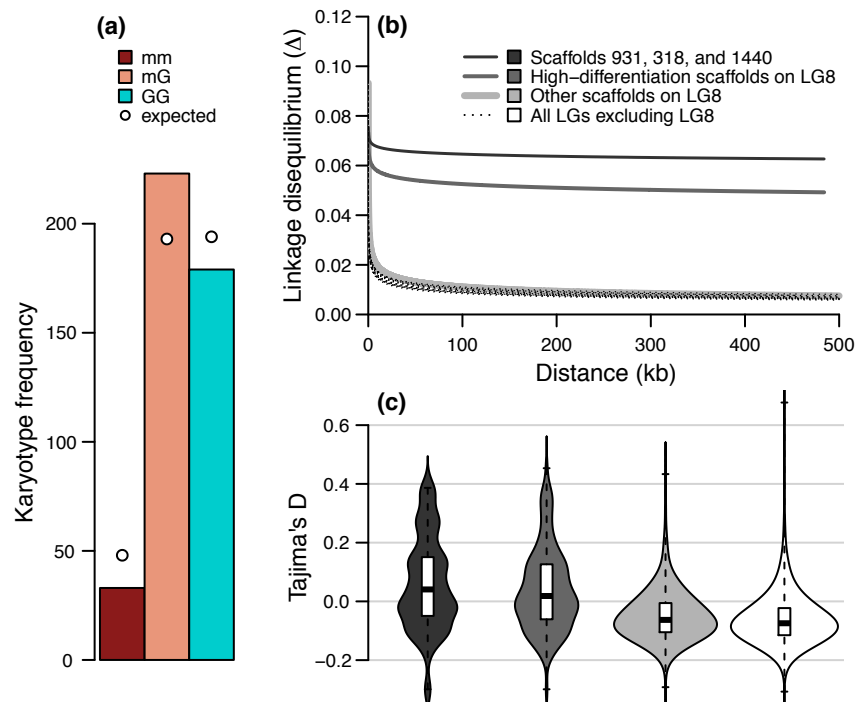 (a)
mm
mG
GG
expected
Karyotype frequency
200
150
100
50
0
(b)
Linkage disequilibrium (Δ)
0.12
0.10
0.08
0.06
0.04
0.02
0.00
Scaffolds 931, 318, and 1440
High−differentiation scaffolds on LG8
Other scaffolds on LG8
All LGs excluding LG8
0 100 200 300 400 500
Distance (kb)
(c)
Tajima's D
0.6
0.4
0.2
0.0
−0.2